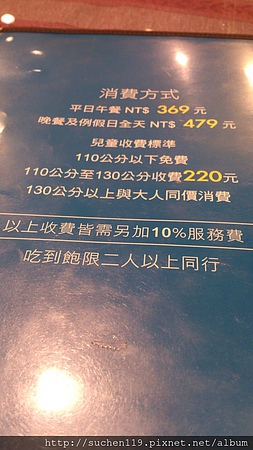 消費方式
平日午餐 NT$ 369 元
晚餐及例假日全天 NT$ 479 元
兒童收費標準
110公分以下免費
110公分至130公分收費220元
130公分以上與大人同價消費
以上收費皆需另加10%服務費
吃到飽限二人以上同行
http://suchen119.pixnet.net/album